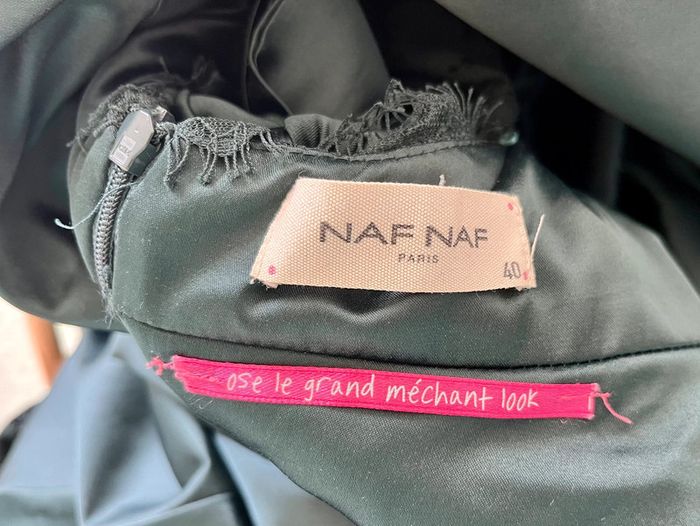 NAF NAF
PARIS
40
ose le grand méchant look